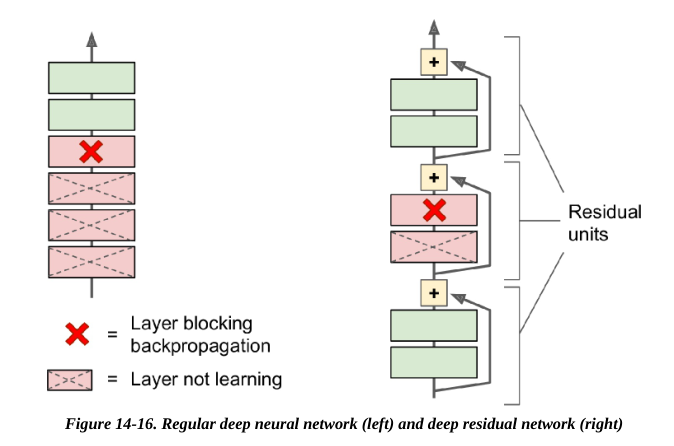 +
+
Residual
units
+
= Layer blocking
backpropagation
= Layer not learning
Figure 14-16. Regular deep neural network (left) and deep residual network (right)